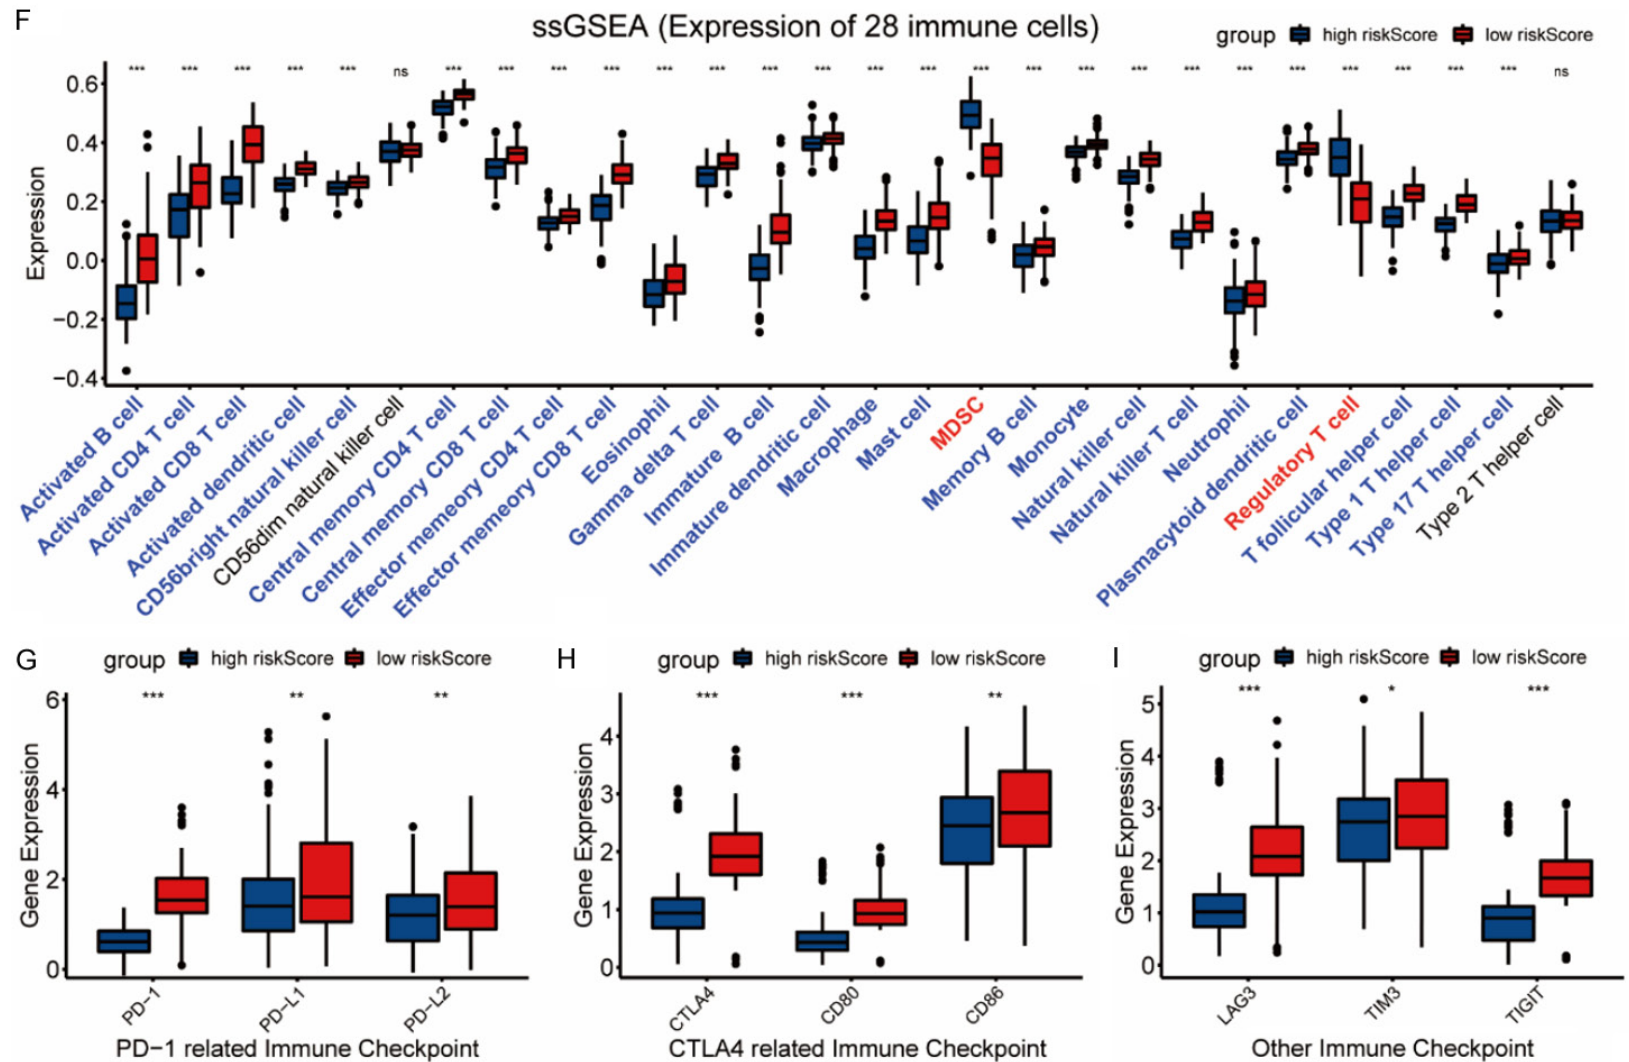 F
ssGSEA (Expression of 28 immune cells)
group high riskScore low riskScore
*** *** *** *** *** ns *** *** *** *** *** *** *** *** *** *** *** *** *** *** *** *** *** *** *** *** *** ns
Expression
0.6
0.4
0.2
0.0
−0.2
−0.4
Activated B cell
Activated CD4 T cell
Activated CD8 T cell
Activated dendritic cell
CD56bright natural killer cell
CD56dim natural killer cell
Central memory CD4 T cell
Central memory CD8 T cell
Effector memeory CD4 T cell
Effector memeory CD8 T cell
Eosinophil
Gamma delta T cell
Immature B cell
Immature dendritic cell
Macrophage
Mast cell
MDSC
Memory B cell
Monocyte
Natural killer cell
Natural killer T cell
Neutrophil
Plasmacytoid dendritic cell
Regulatory T cell
T follicular helper cell
Type 1 T helper cell
Type 17 T helper cell
Type 2 T helper cell
G
group high riskScore low riskScore
*** ** **
Gene Expression
6
4
2
0
PD−1
PD−L1
PD−L2
PD−1 related Immune Checkpoint
H
group high riskScore low riskScore
*** *** **
Gene Expression
4
3
2
1
0
CTLA4
CD80
CD86
CTLA4 related Immune Checkpoint
I
group high riskScore low riskScore
*** * ***
Gene Expression
5
4
3
2
1
0
LAG3
TIM3
TIGIT
Other Immune Checkpoint